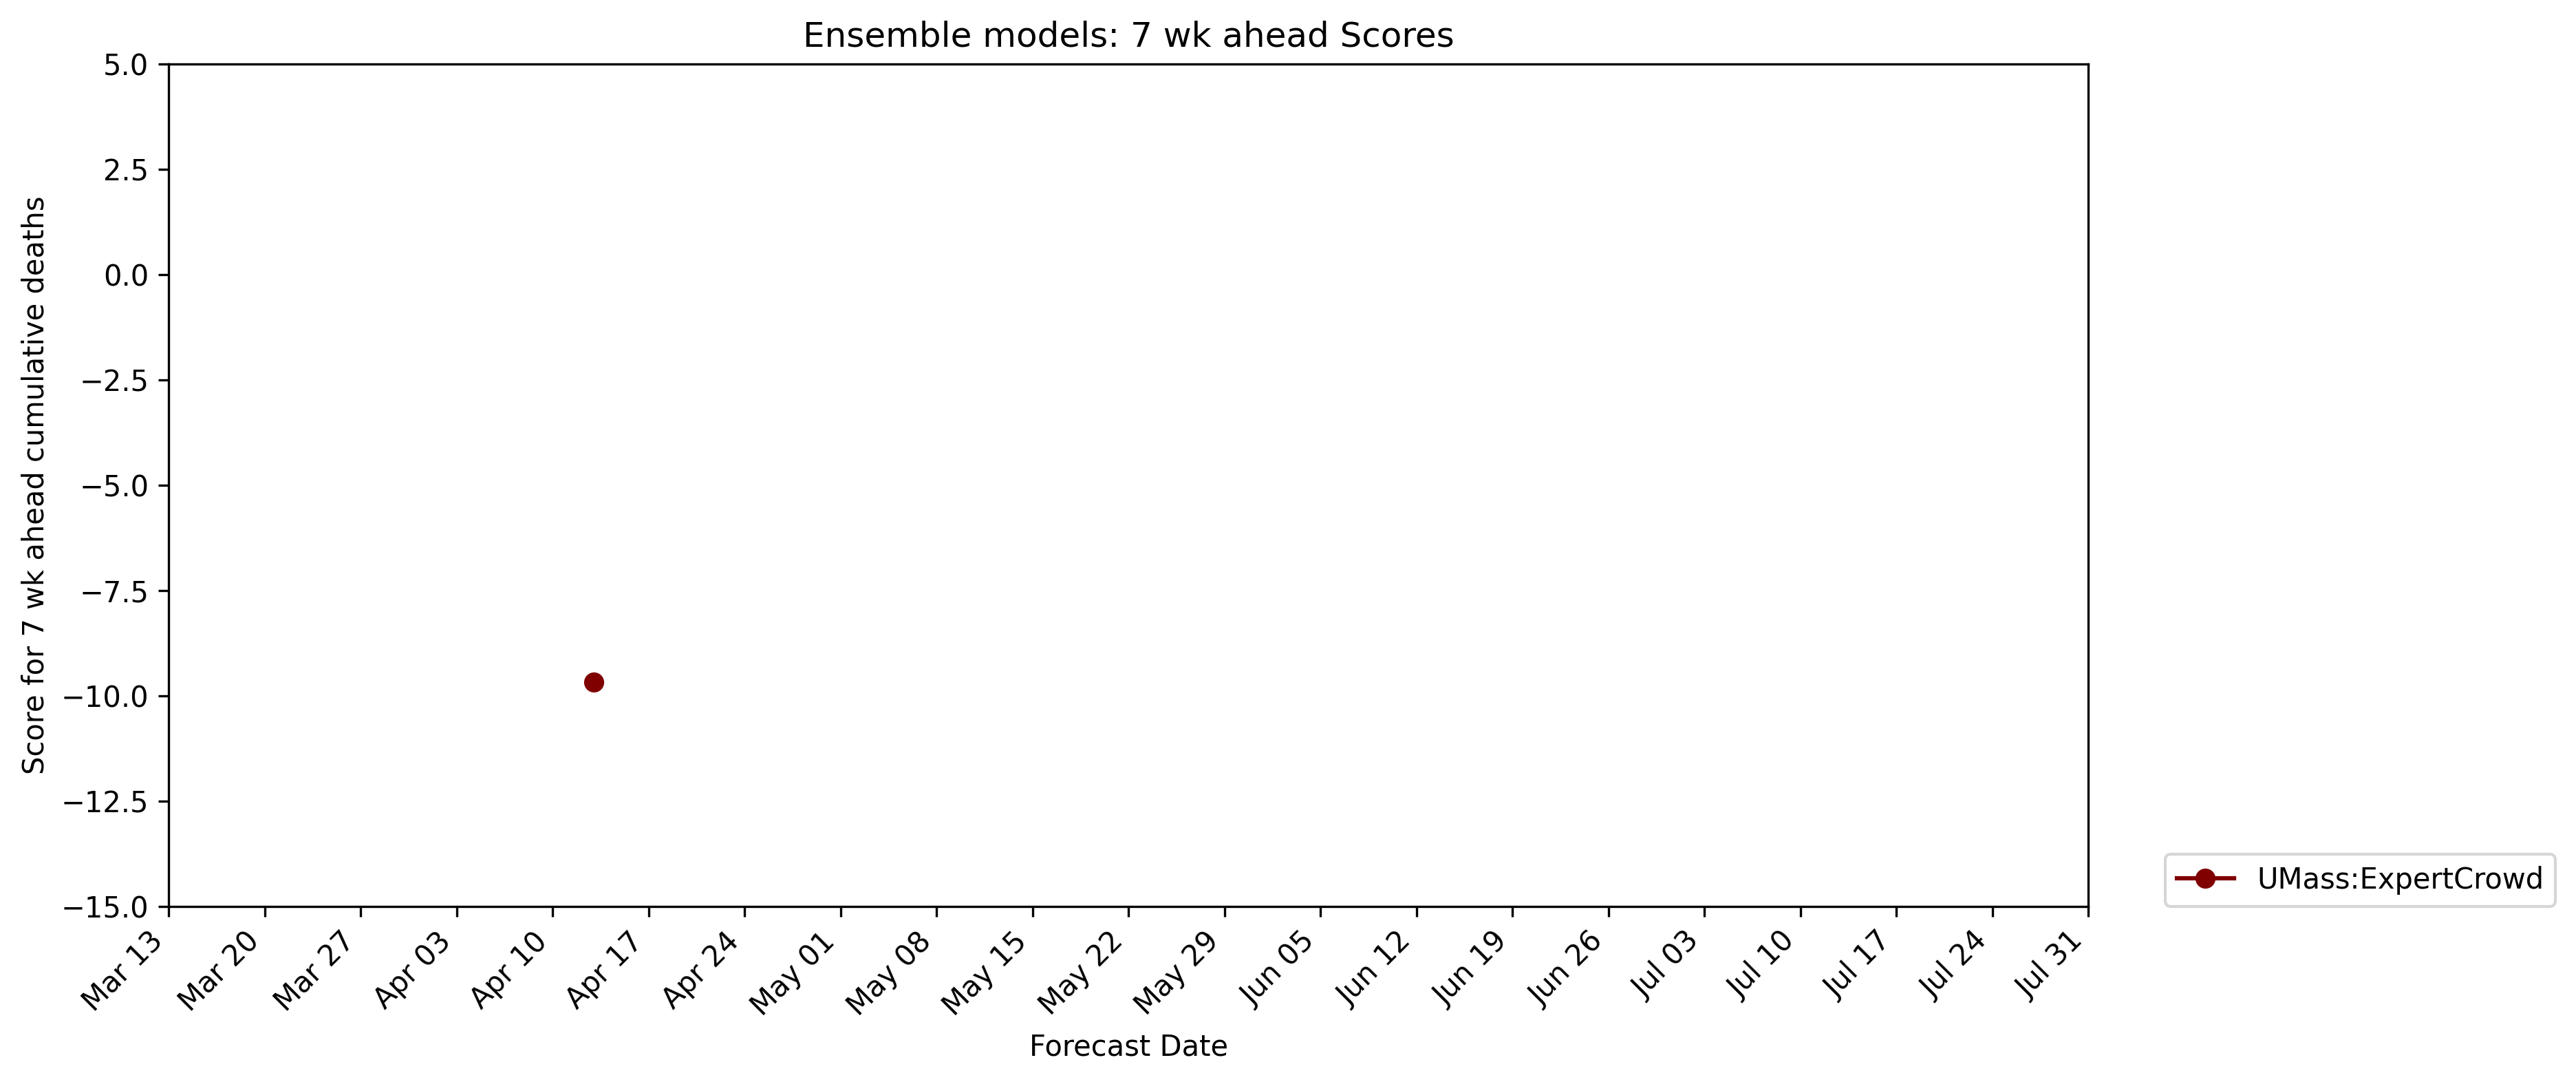 Ensemble models: 7 wk ahead Scores
Score for 7 wk ahead cumulative deaths
5.0
2.5
0.0
−2.5
−5.0
−7.5
−10.0
−12.5
−15.0
Mar 13
Mar 20
Mar 27
Apr 03
Apr 10
Apr 17
Apr 24
May 01
May 08
May 15
May 22
May 29
Jun 05
Jun 12
Jun 19
Jun 26
Jul 03
Jul 10
Jul 17
Jul 24
Jul 31
Forecast Date
UMass:ExpertCrowd